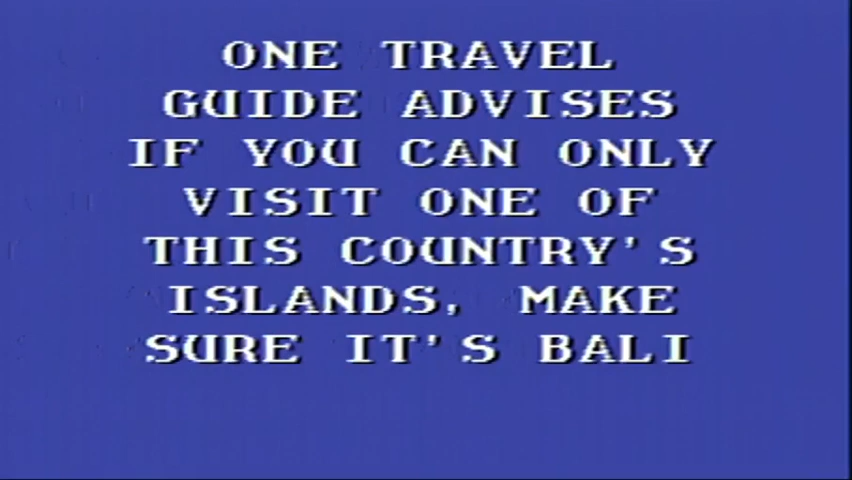 ONE TRAVEL
GUIDE ADVISES
IF YOU CAN ONLY
VISIT ONE OF
THIS COUNTRY'S
ISLANDS, MAKE
SURE IT'S BALI